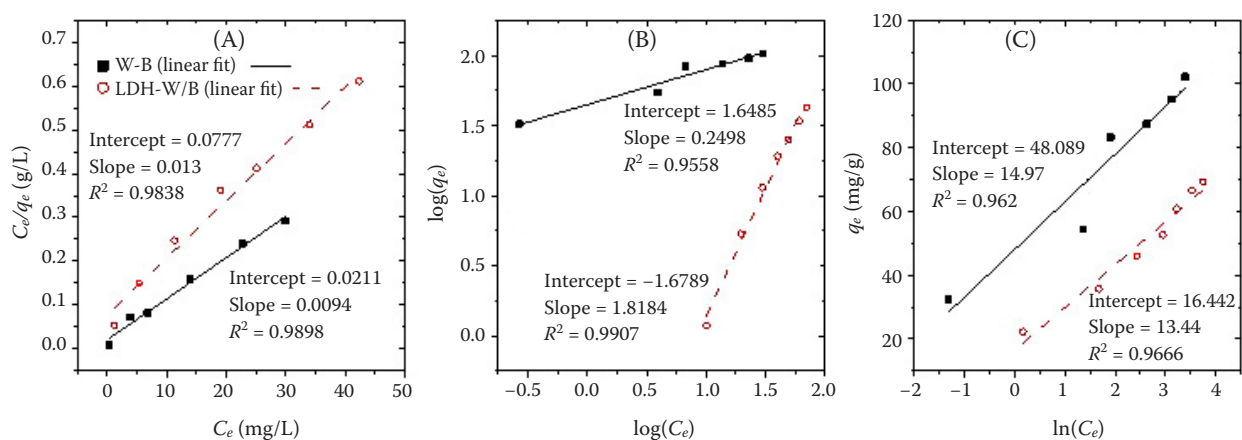 (A)
W-B (linear fit)
LDH-W/B (linear fit)
Intercept = 0.0777
Slope = 0.013
R² = 0.9838
Intercept = 0.0211
Slope = 0.0094
R² = 0.9898
0.7
0.6
0.5
0.4
0.3
0.2
0.1
0.0
Cₑ/qₑ (g/L)
0 10 20 30 40 50
Cₑ (mg/L)
(B)
Intercept = 1.6485
Slope = 0.2498
R² = 0.9558
Intercept = −1.6789
Slope = 1.8184
R² = 0.9907
2.0
1.5
1.0
0.5
0.0
log(qₑ)
−0.5 0.0 0.5 1.0 1.5 2.0
log(Cₑ)
(C)
Intercept = 48.089
Slope = 14.97
R² = 0.962
Intercept = 16.442
Slope = 13.44
R² = 0.9666
120
100
80
60
40
20
qₑ (mg/g)
−2 −1 0 1 2 3 4
ln(Cₑ)